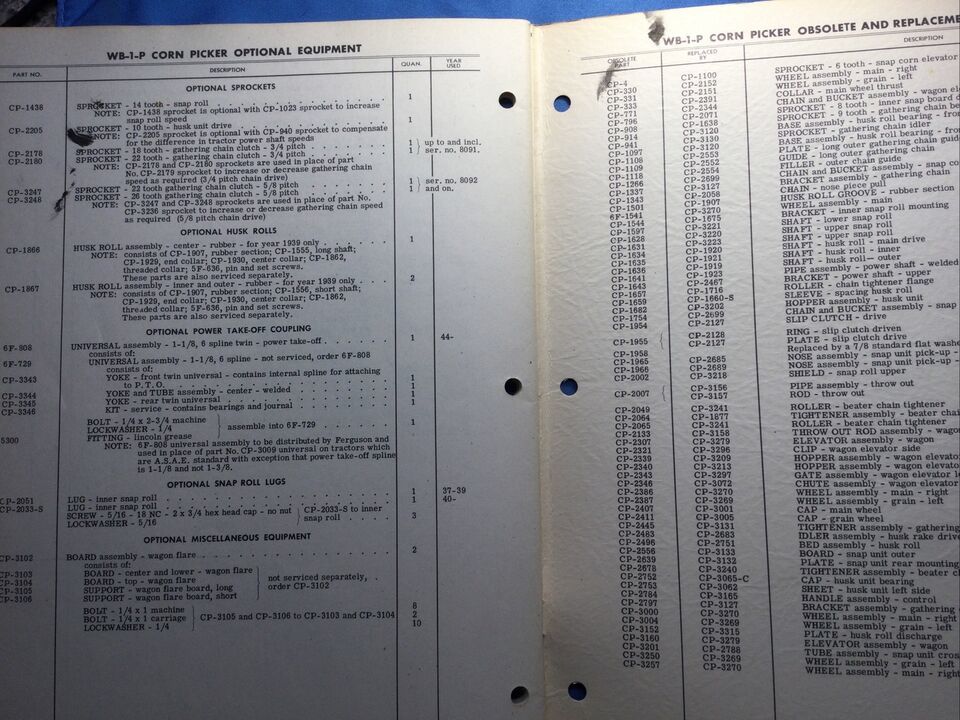 WB-1-P CORN PICKER OPTIONAL EQUIPMENT
PART NO. DESCRIPTION QUAN. YEAR USED
OPTIONAL SPROCKETS
CP-1438 SPROCKET - 14 tooth - snap roll 1
NOTE: CP-1438 sprocket is optional with CP-1023 sprocket to increase
snap roll speed
CP-2205 SPROCKET - 10 tooth - husk unit drive 1
NOTE: CP-2205 sprocket is optional with CP-940 sprocket to compensate
for the difference in tractor power shaft speeds
CP-2178 SPROCKET - 18 tooth - gathering chain clutch - 3/4 pitch 1 up to and incl.
CP-2180 SPROCKET - 22 tooth - gathering chain clutch - 3/4 pitch 1 ser. no. 8091.
NOTE: CP-2178 and CP-2180 sprockets are used in place of part
No. CP-2179 sprocket to increase or decrease gathering chain
speed as required (3/4 pitch chain drive)
CP-3247 SPROCKET - 22 tooth gathering chain clutch - 5/8 pitch 1 ser. no. 8092
CP-3248 SPROCKET - 26 tooth gathering chain clutch - 5/8 pitch 1 and on.
NOTE: CP-3247 and CP-3248 sprockets are used in place of part No.
CP-3236 sprocket to increase or decrease gathering chain speed
as required (5/8 pitch chain drive)
OPTIONAL HUSK ROLLS
CP-1866 HUSK ROLL assembly - center - rubber - for year 1939 only 1
NOTE: consists of CP-1907, rubber section; CP-1555, long shaft;
CP-1929, end collar; CP-1930, center collar; CP-1862,
threaded collar; 5F-636, pin and set screws.
These parts are also serviced separately.
CP-1867 HUSK ROLL assembly - inner and outer - rubber - for year 1939 only 2
NOTE: consists of CP-1907, rubber section; CP-1556, short shaft;
CP-1929, end collar; CP-1930, center collar; CP-1862,
threaded collar; 5F-636, pin and set screws.
These parts are also serviced separately.
OPTIONAL POWER TAKE-OFF COUPLING
6F-808 UNIVERSAL assembly - 1-1/8, 6 spline twin - power take-off 1 44-
consists of:
6F-729 UNIVERSAL assembly - 1-1/8, 6 spline - not serviced, order 6F-808
consists of:
CP-3343 YOKE - front twin universal - contains internal spline for attaching
to P. T. O. 1
CP-3344 YOKE and TUBE assembly - center - welded 1
CP-3345 YOKE - rear twin universal 1
CP-3346 KIT - service - contains bearings and journal 1
BOLT - 1/4 x 2-3/4 machine
LOCKWASHER - 1/4 assemble into 6F-729 1
5300 FITTING - lincoln grease
NOTE: 6F-808 universal assembly to be distributed by Ferguson and
used in place of part No. CP-3009 universal on tractors which
are A.S.A.E. standard with exception that power take-off spline
is 1-1/8 and not 1-3/8.
OPTIONAL SNAP ROLL LUGS
CP-2051 LUG - inner snap roll 1 37-39
CP-2033-S LUG - inner snap roll 1 40-
SCREW - 5/16 - 18 NC - 2 x 3/4 hex head cap - no nut CP-2033-S to inner
LOCKWASHER - 5/16 snap roll 3
OPTIONAL MISCELLANEOUS EQUIPMENT
CP-3102 BOARD assembly - wagon flare 2
consists of:
CP-3103 BOARD - center and lower - wagon flare
CP-3104 BOARD - top - wagon flare not serviced separately,
CP-3105 SUPPORT - wagon flare board, long order CP-3102
CP-3106 SUPPORT - wagon flare board, short
BOLT - 1/4 x 1 machine 8
BOLT - 1/4 x 1 carriage CP-3105 and CP-3106 to CP-3103 and CP-3104 2
LOCKWASHER - 1/4 10
WB-1-P CORN PICKER OBSOLETE AND REPLACEME
OBSOLETE PART REPLACED BY DESCRIPTION
CP-4 CP-1100 SPROCKET - 6 tooth - snap corn elevator
CP-330 CP-2152 WHEEL assembly - main - right
CP-331 CP-2151 WHEEL assembly - grain - left
CP-333 CP-2391 COLLAR - main wheel thrust
CP-771 CP-2344 CHAIN and BUCKET assembly - wagon el
CP-796 CP-2071 SPROCKET - 8 tooth - inner snap board d
CP-908 CP-1638 SPROCKET - 9 tooth - gathering chain be
CP-914 CP-3120 BASE assembly - husk roll bearing - fron
CP-941 CP-3130 SPROCKET - gathering chain idler
CP-1097 CP-3120 BASE assembly - husk roll bearing - fro
CP-1108 CP-2553 PLATE - long outer gathering chain guid
CP-1109 CP-2552 GUIDE - long outer gathering chain
CP-1118 CP-2554 FILLER - outer chain guide
CP-1266 CP-2699 CHAIN and BUCKET assembly - snap co
CP-1337 CP-3127 BRACKET assembly - gathering chain
CP-1343 CP-2058 CHAIN - nose piece pull
CP-1501 CP-1907 HUSK ROLL GROOVE - rubber section
6F-1541 CP-3270 WHEEL assembly - main
CP-1544 CP-1675 BRACKET - inner snap roll mounting
CP-1597 CP-3221 SHAFT - lower snap roll
CP-1628 CP-3220 SHAFT - upper snap roll
CP-1631 CP-3223 SHAFT - upper snap roll
CP-1634 CP-1920 SHAFT - husk roll - main drive
CP-1635 CP-1921 SHAFT - husk roll - inner
CP-1636 CP-1919 SHAFT - husk roll— outer
CP-1641 CP-1923 PIPE assembly - power shaft - welded
CP-1643 CP-2467 BRACKET - power shaft - upper
CP-1657 CP-1716 ROLLER - chain tightener flange
CP-1659 CP-1660-S SLEEVE - spacing husk roll
CP-1682 CP-3202 HOPPER assembly - husk unit
CP-1754 CP-2699 CHAIN and BUCKET assembly - snap
CP-1954 CP-2127 SLIP CLUTCH - drive
CP-1955 CP-2128 RING - slip clutch driven
CP-2127 PLATE - slip clutch drive
CP-1958 Replaced by a 7/8 standard flat washe
CP-1965 CP-2685 NOSE assembly - snap unit pick-up -
CP-1966 CP-2689 NOSE assembly - snap unit pick-up -
CP-2002 CP-3218 SHIELD - snap roll upper
CP-2007 CP-3156 PIPE assembly - throw out
CP-3157 ROD - throw out
CP-2049 CP-3241 ROLLER - beater chain tightener
CP-2064 CP-1877 TIGHTENER assembly - beater chai
CP-2065 CP-3241 ROLLER - beater chain tightener
CP-2133 CP-3158 THROW OUT ROD assembly - wago
CP-2307 CP-3279 ELEVATOR assembly - wagon
CP-2321 CP-3296 CLIP - wagon elevator side
CP-2339 CP-3209 HOPPER assembly - wagon elevato
CP-2340 CP-3213 HOPPER assembly - wagon elevato
CP-2343 CP-3297 GATE assembly - wagon elevator l
CP-2346 CP-3072 CHUTE assembly - wagon elevator
CP-2386 CP-3270 WHEEL assembly - main - right
CP-2387 CP-3269 WHEEL assembly - grain - left
CP-2407 CP-3001 CAP - main wheel
CP-2411 CP-3005 CAP - grain wheel
CP-2445 CP-3131 TIGHTENER assembly - gathering
CP-2483 CP-2683 IDLER assembly - husk rake drive
CP-2496 CP-2751 BED assembly - husk roll
CP-2556 CP-3133 BOARD - snap unit outer
CP-2639 CP-3132 PLATE - snap unit rear mounting
CP-2678 CP-3240 TIGHTENER assembly - beater c
CP-2752 CP-3065-C CAP - husk unit bearing
CP-2753 CP-3062 SHEET - husk unit left side
CP-2784 CP-3165 HANDLE assembly - control
CP-2797 CP-3127 BRACKET assembly - gathering
CP-3000 CP-3270 WHEEL assembly - main - right
CP-3004 CP-3269 WHEEL assembly - grain - left
CP-3152 CP-3315 PLATE - husk roll discharge
CP-3160 CP-3279 ELEVATOR assembly - wagon
CP-3201 CP-2788 TUBE assembly - snap unit cros
CP-3250 CP-3269 WHEEL assembly - grain - left
CP-3257 CP-3270 WHEEL assembly - main - right